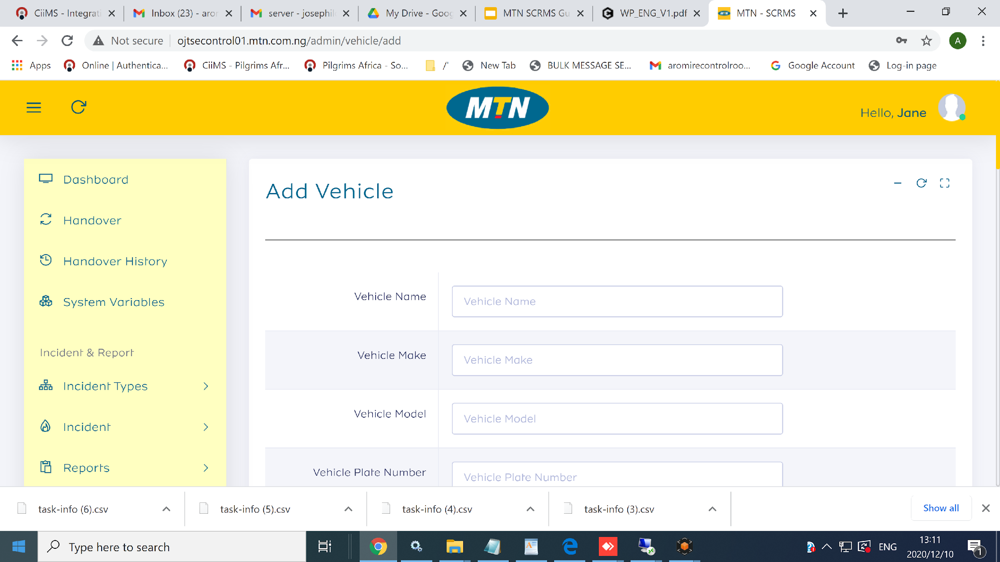 CiiMS - Integrati
Inbox (23) - aror
server - josephil
My Drive - Goog
MTN SCRMS Gu
WP_ENG_V1.pdf
MTN - SCRMS
Not secure
ojtsecontrol01.mtn.com.ng/admin/vehicle/add
A
Apps
Online | Authentica...
CiiMS - Pilgrims Afr...
Pilgrims Africa - So...
/'
New Tab
BULK MESSAGE SE...
aromirecontrolroo...
Google Account
Log-in page
MTN
Hello, Jane
Dashboard
Handover
Handover History
System Variables
Incident & Report
Incident Types
Incident
Reports
Add Vehicle
Vehicle Name
Vehicle Name
Vehicle Make
Vehicle Make
Vehicle Model
Vehicle Model
Vehicle Plate Number
Vehicle Plate Number
task-info (6).csv
task-info (5).csv
task-info (4).csv
task-info (3).csv
Show all
Type here to search
ENG
13:11
2020/12/10
1